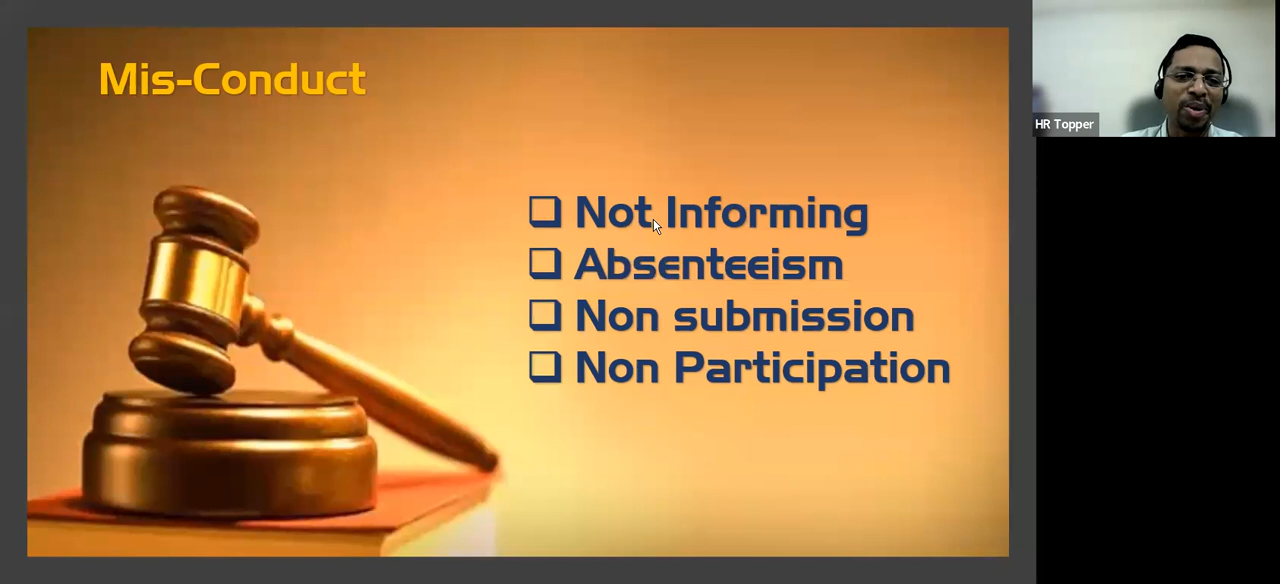 Mis-Conduct
Not Informing
Absenteeism
Non submission
Non Participation
HR Topper